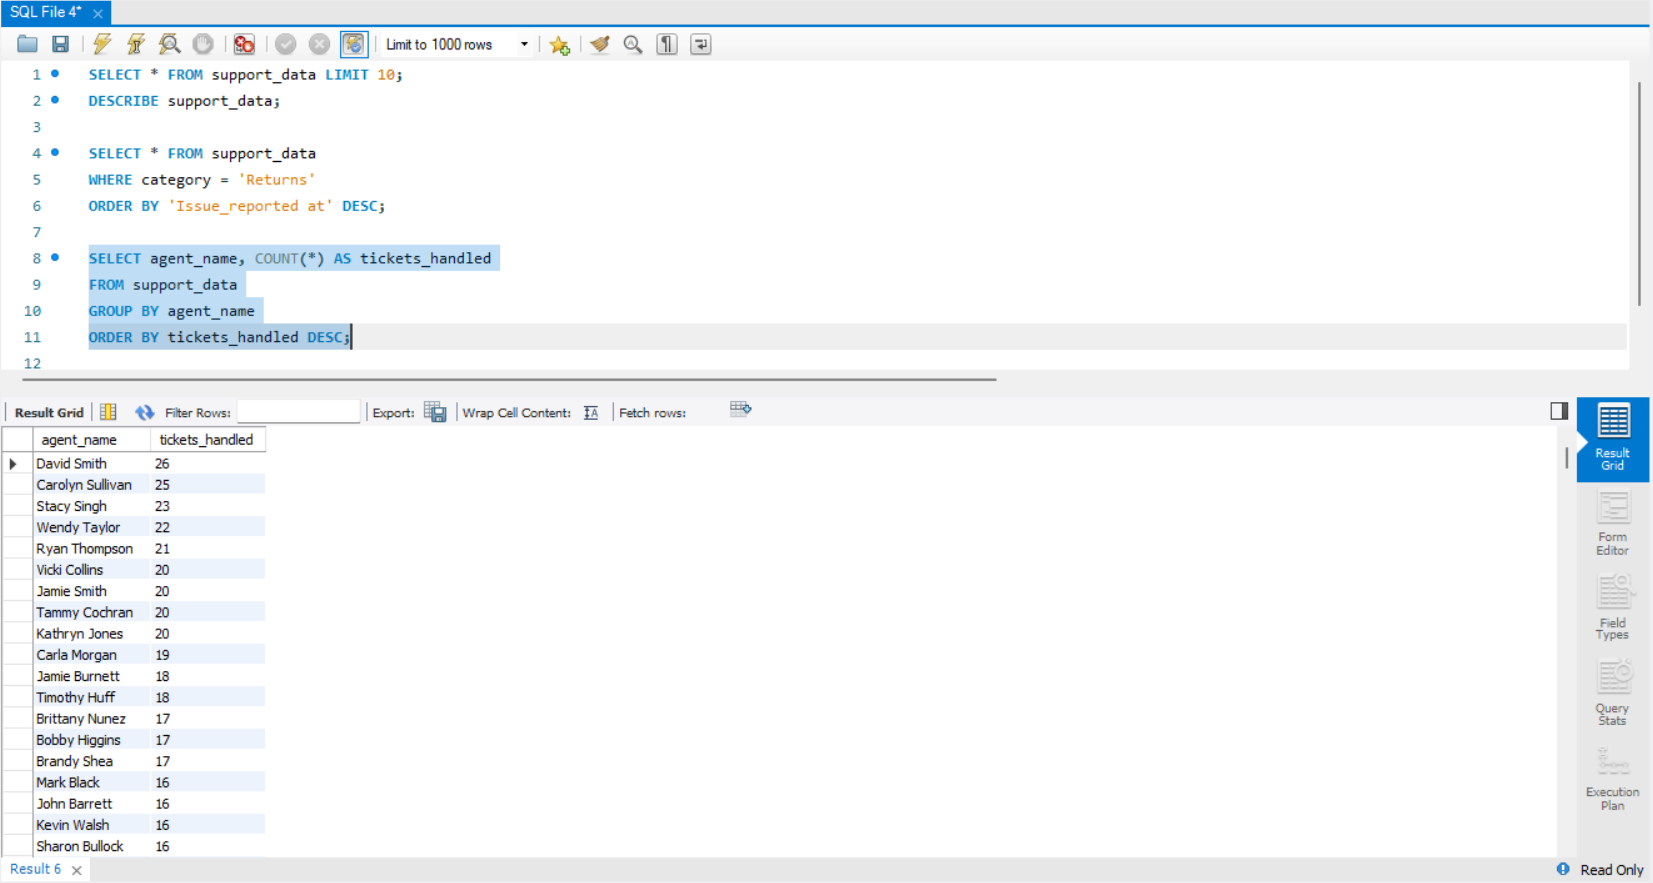 SQL File 4*
Limit to 1000 rows
1 SELECT * FROM support_data LIMIT 10;
2 DESCRIBE support_data;
3
4 SELECT * FROM support_data
5 WHERE category = 'Returns'
6 ORDER BY 'Issue_reported at' DESC;
7
8 SELECT agent_name, COUNT(*) AS tickets_handled
9 FROM support_data
10 GROUP BY agent_name
11 ORDER BY tickets_handled DESC;
12
Result Grid Filter Rows: Export: Wrap Cell Content: IA Fetch rows:
agent_name tickets_handled
David Smith 26
Carolyn Sullivan 25
Stacy Singh 23
Wendy Taylor 22
Ryan Thompson 21
Vicki Collins 20
Jamie Smith 20
Tammy Cochran 20
Kathryn Jones 20
Carla Morgan 19
Jamie Burnett 18
Timothy Huff 18
Brittany Nunez 17
Bobby Higgins 17
Brandy Shea 17
Mark Black 16
John Barrett 16
Kevin Walsh 16
Sharon Bullock 16
Result
Grid
Form
Editor
Field
Types
Query
Stats
Execution
Plan
Result 6
Read Only